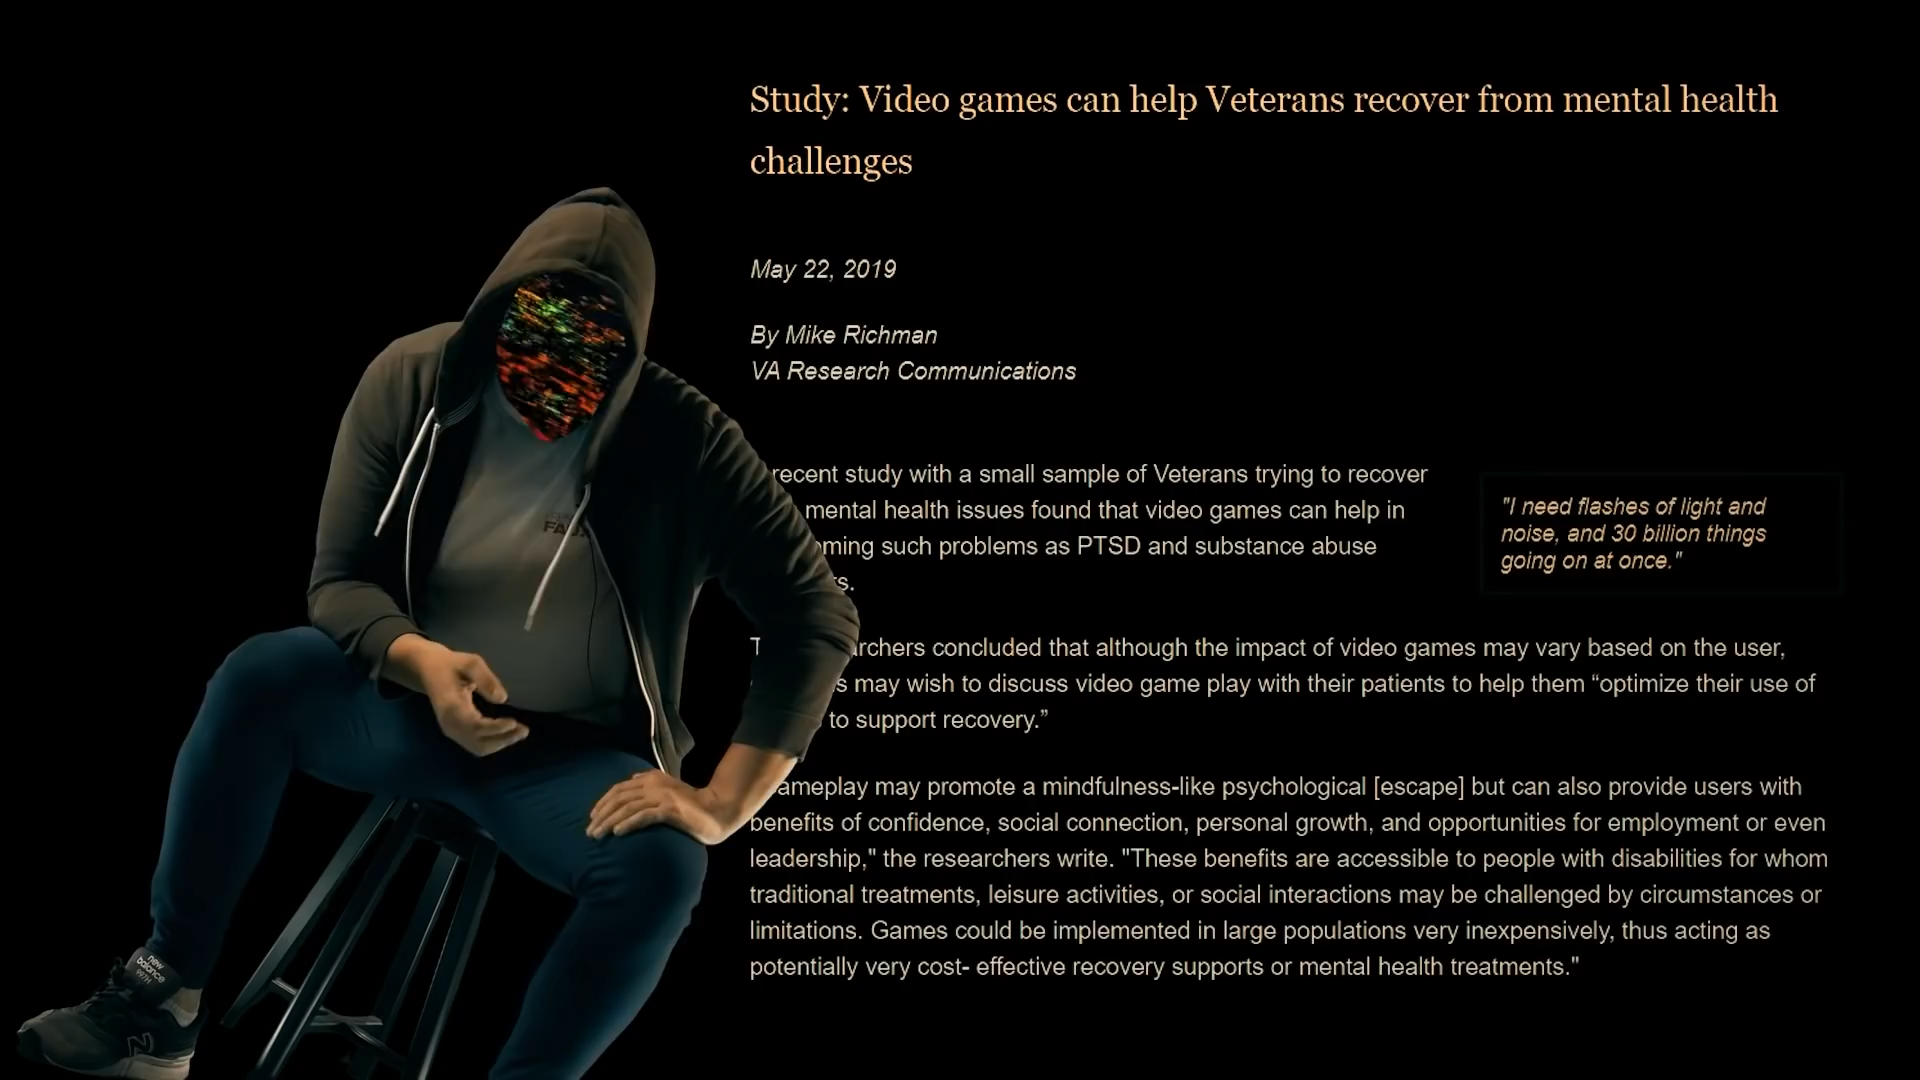 Study: Video games can help Veterans recover from mental health
challenges
May 22, 2019
By Mike Richman
VA Research Communications
recent study with a small sample of Veterans trying to recover
mental health issues found that video games can help in
such problems as PTSD and substance abuse
"I need flashes of light and
noise, and 30 billion things
going on at once."
concluded that although the impact of video games may vary based on the user,
may wish to discuss video game play with their patients to help them “optimize their use of
to support recovery.”
may promote a mindfulness-like psychological [escape] but can also provide users with
benefits of confidence, social connection, personal growth, and opportunities for employment or even
leadership," the researchers write. "These benefits are accessible to people with disabilities for whom
traditional treatments, leisure activities, or social interactions may be challenged by circumstances or
limitations. Games could be implemented in large populations very inexpensively, thus acting as
potentially very cost- effective recovery supports or mental health treatments."
new
balance
997H
N